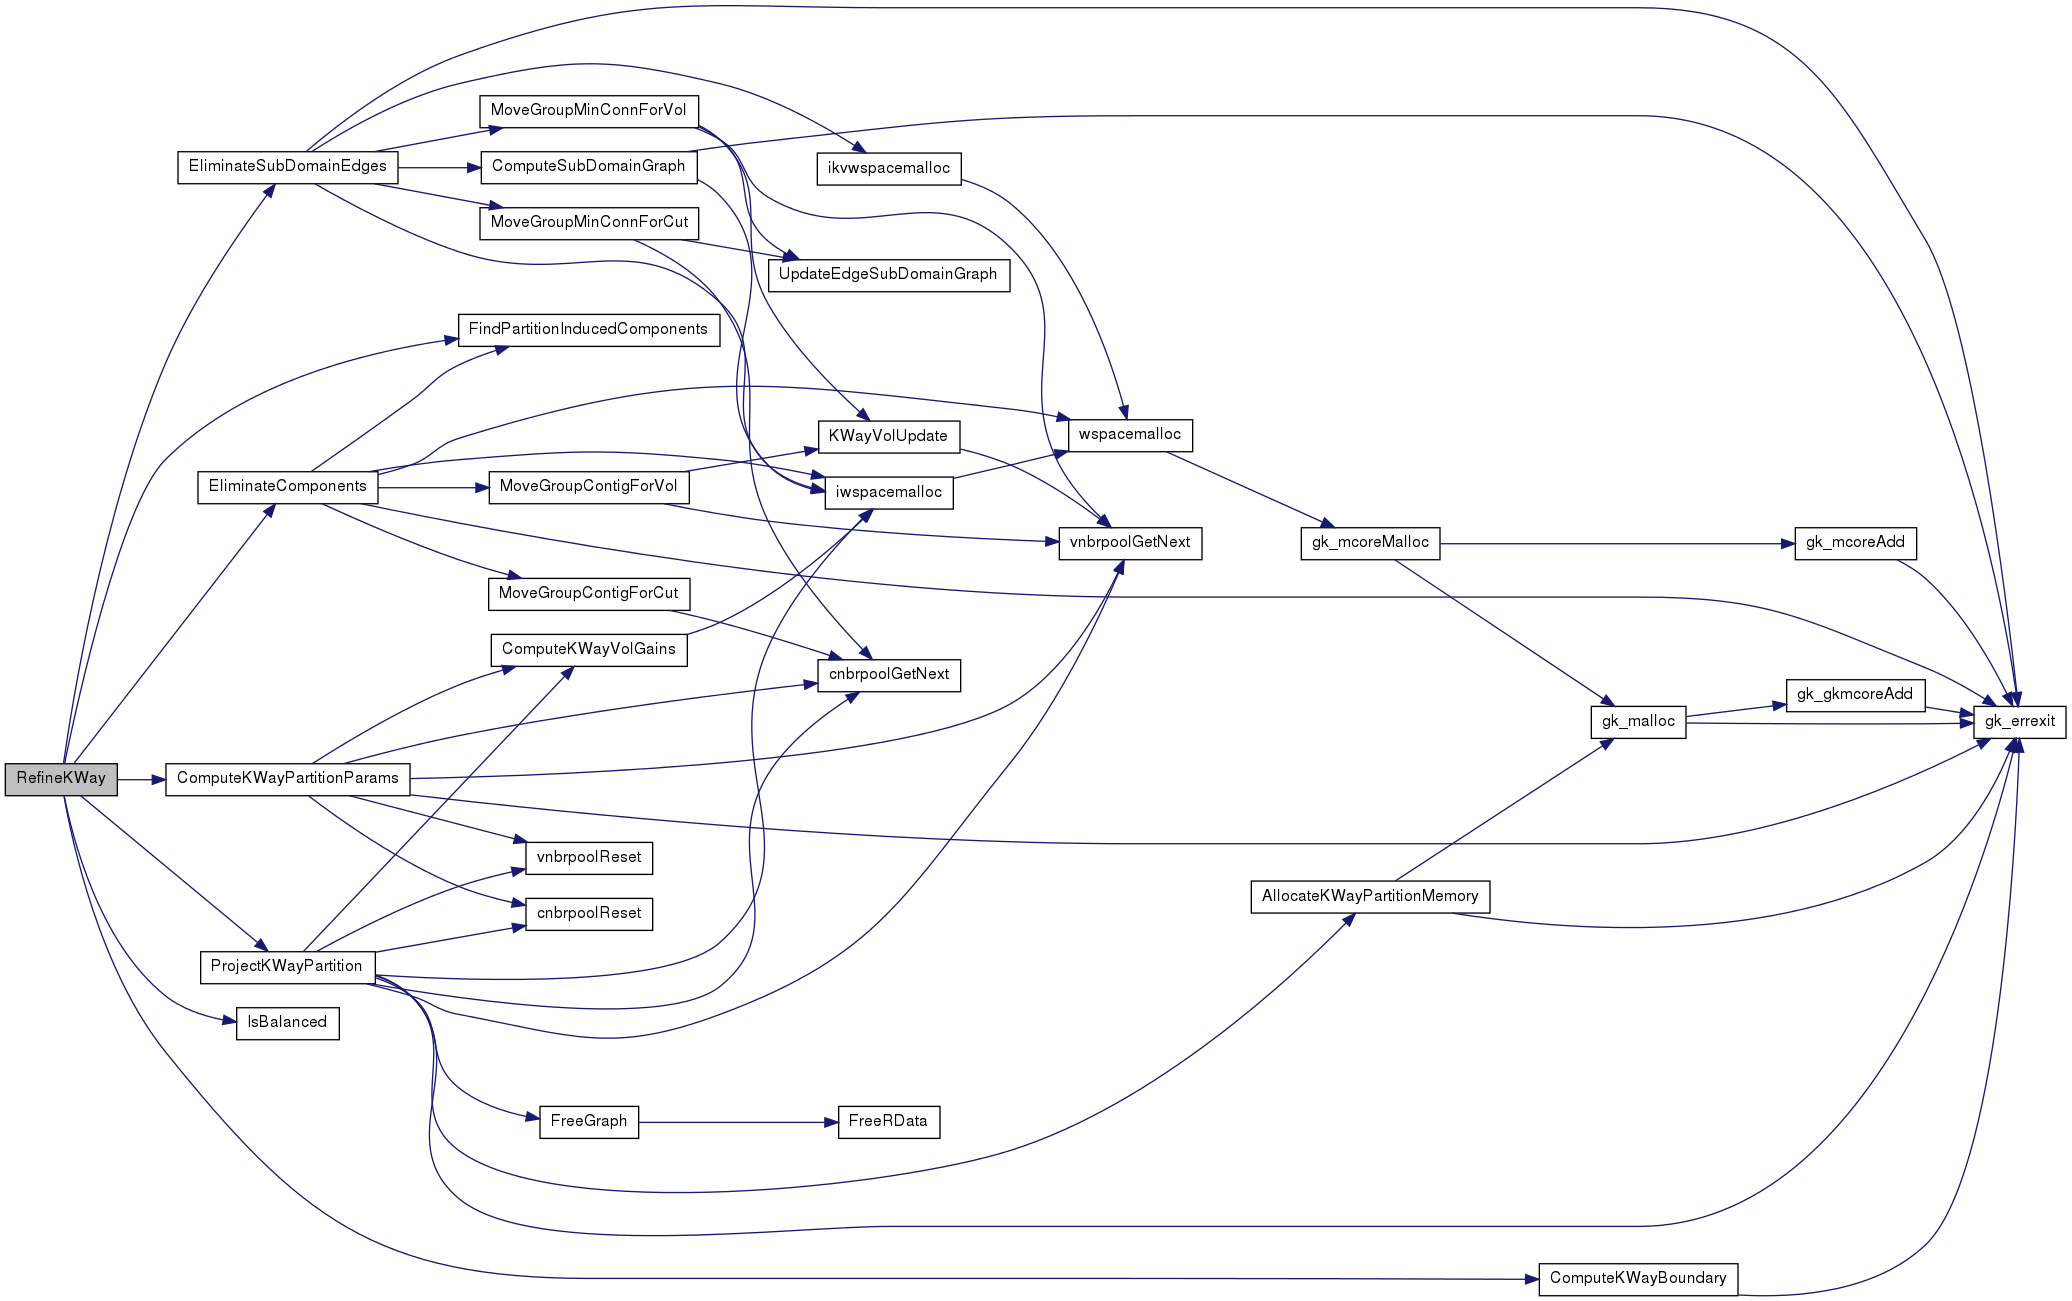 RefineKWay
EliminateSubDomainEdges
EliminateComponents
ComputeKWayPartitionParams
ProjectKWayPartition
IsBalanced
MoveGroupMinConnForVol
ComputeSubDomainGraph
MoveGroupMinConnForCut
FindPartitionInducedComponents
MoveGroupContigForVol
MoveGroupContigForCut
ComputeKWayVolGains
vnbrpoolReset
cnbrpoolReset
FreeGraph
ikvwspacemalloc
UpdateEdgeSubDomainGraph
KWayVolUpdate
iwspacemalloc
cnbrpoolGetNext
FreeRData
wspacemalloc
vnbrpoolGetNext
gk_mcoreMalloc
AllocateKWayPartitionMemory
gk_malloc
ComputeKWayBoundary
gk_mcoreAdd
gk_gkmcoreAdd
gk_errexit